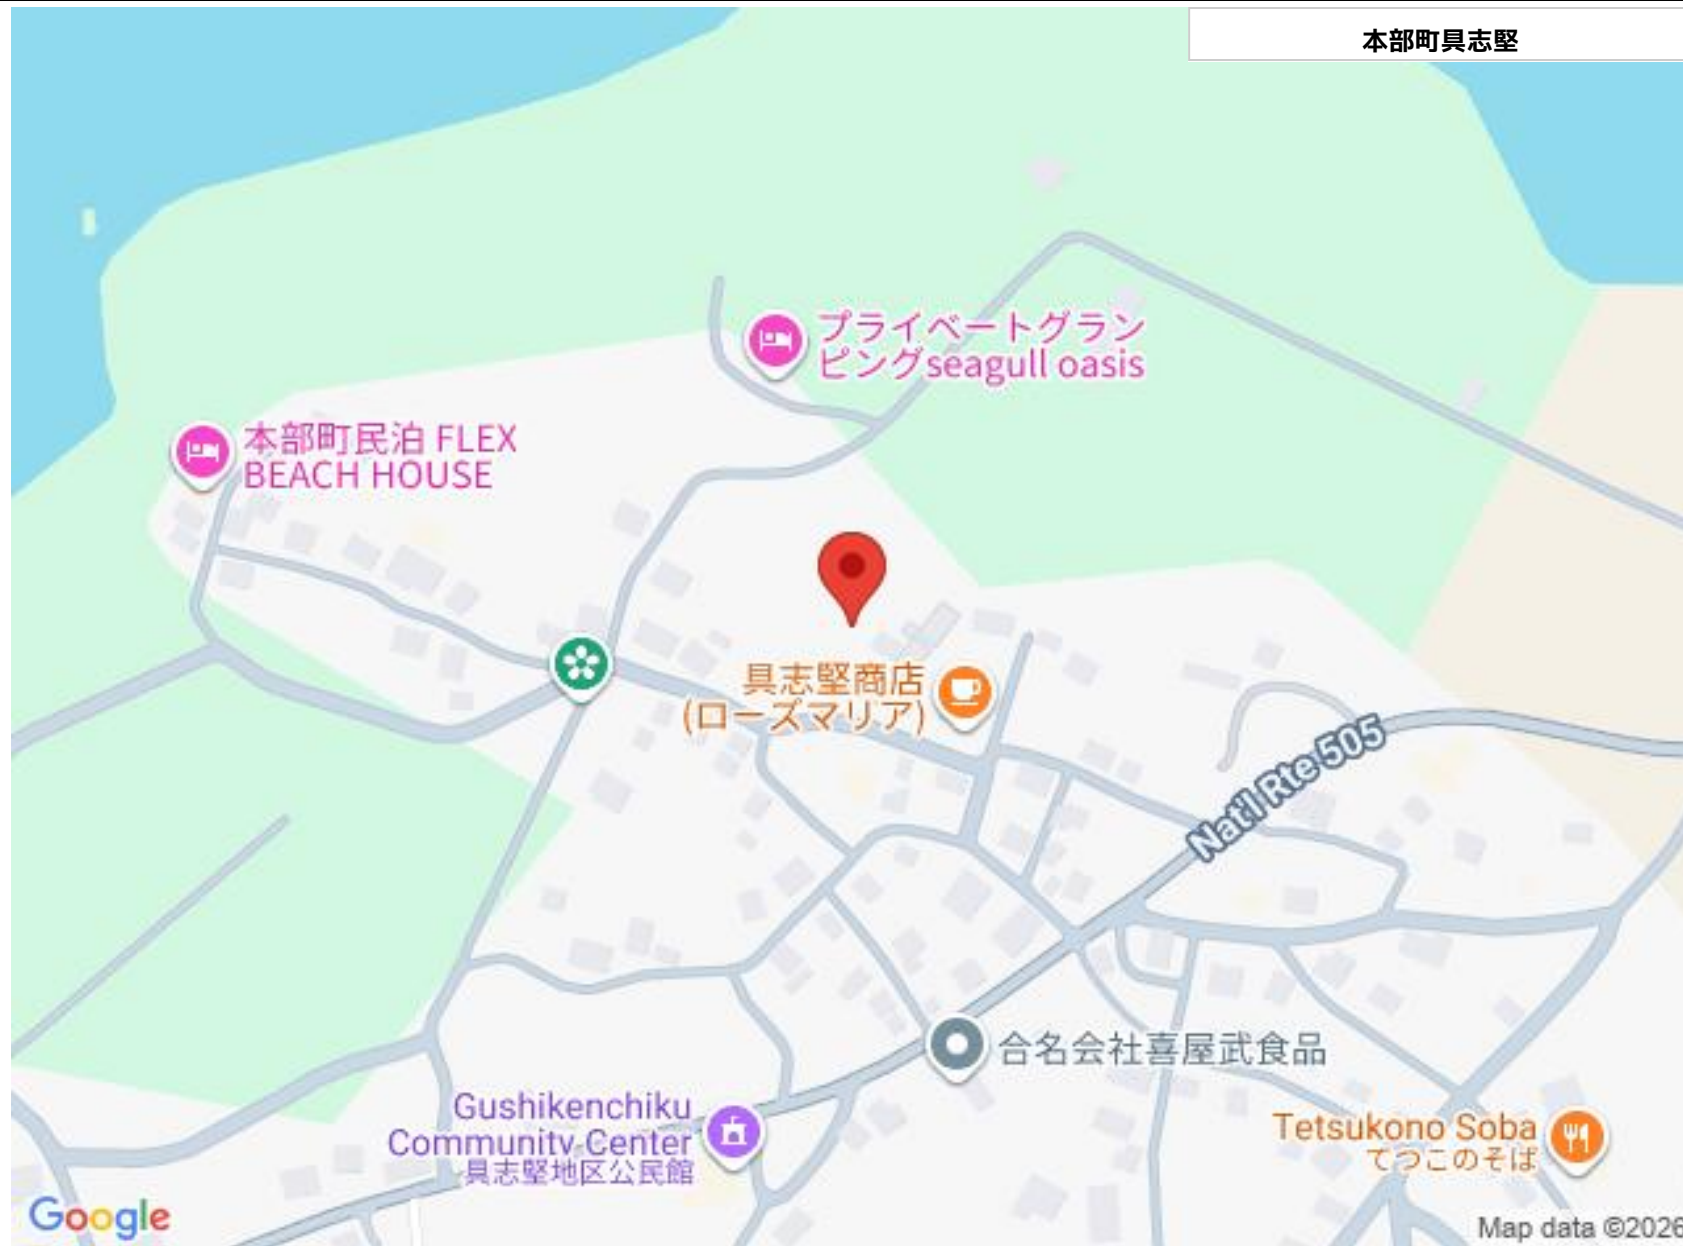 本部町具志堅
プライベートグラン
ピングseagull oasis
本部町民泊 FLEX
BEACH HOUSE
具志堅商店
(ローズマリア)
Nat'l Rte 505
合名会社喜屋武食品
Gushikenchiku
Community Center
具志堅地区公民館
Tetsukono Soba
てつこのそば
Google
Map data ©2026